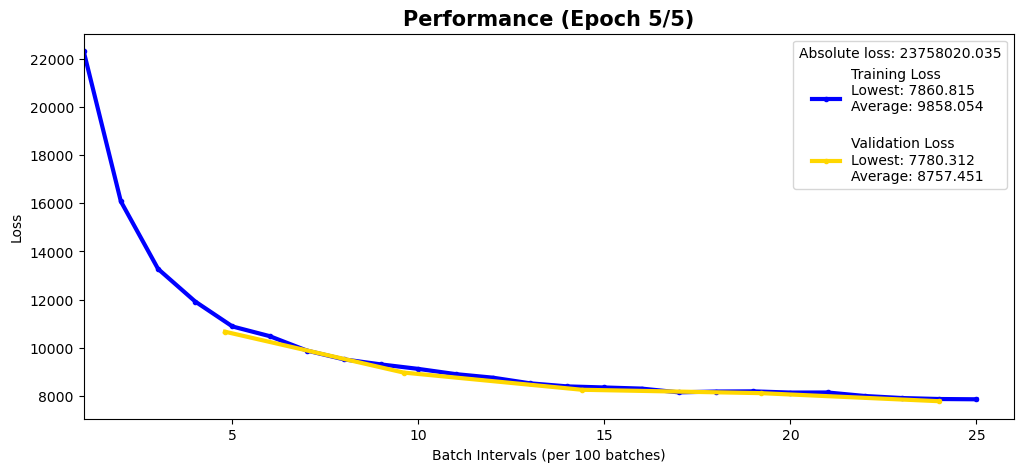 Performance (Epoch 5/5)
Absolute loss: 23758020.035
Training Loss
Lowest: 7860.815
Average: 9858.054
Validation Loss
Lowest: 7780.312
Average: 8757.451
Loss
22000
20000
18000
16000
14000
12000
10000
8000
5
10
15
20
25
Batch Intervals (per 100 batches)